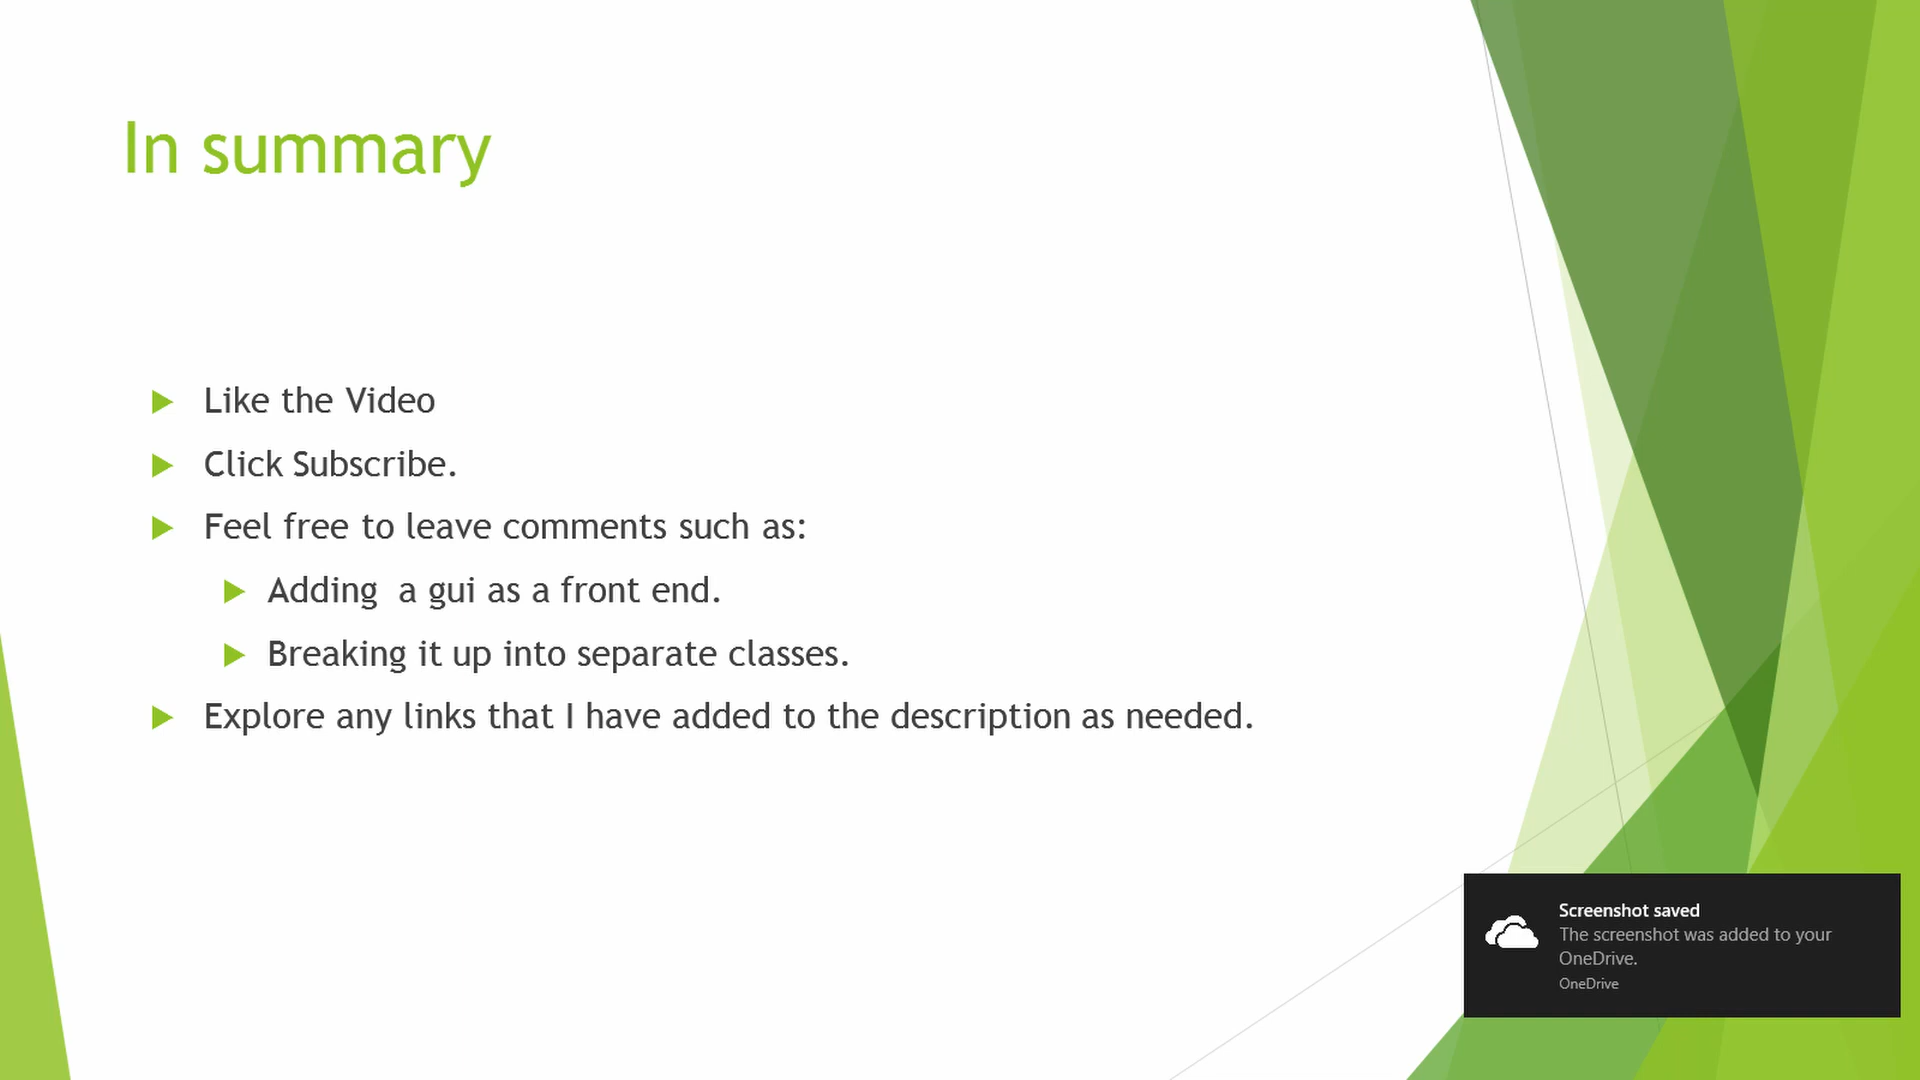 In summary
Like the Video
Click Subscribe.
Feel free to leave comments such as:
Adding  a gui as a front end.
Breaking it up into separate classes.
Explore any links that I have added to the description as needed.
Screenshot saved
The screenshot was added to your
OneDrive.
OneDrive